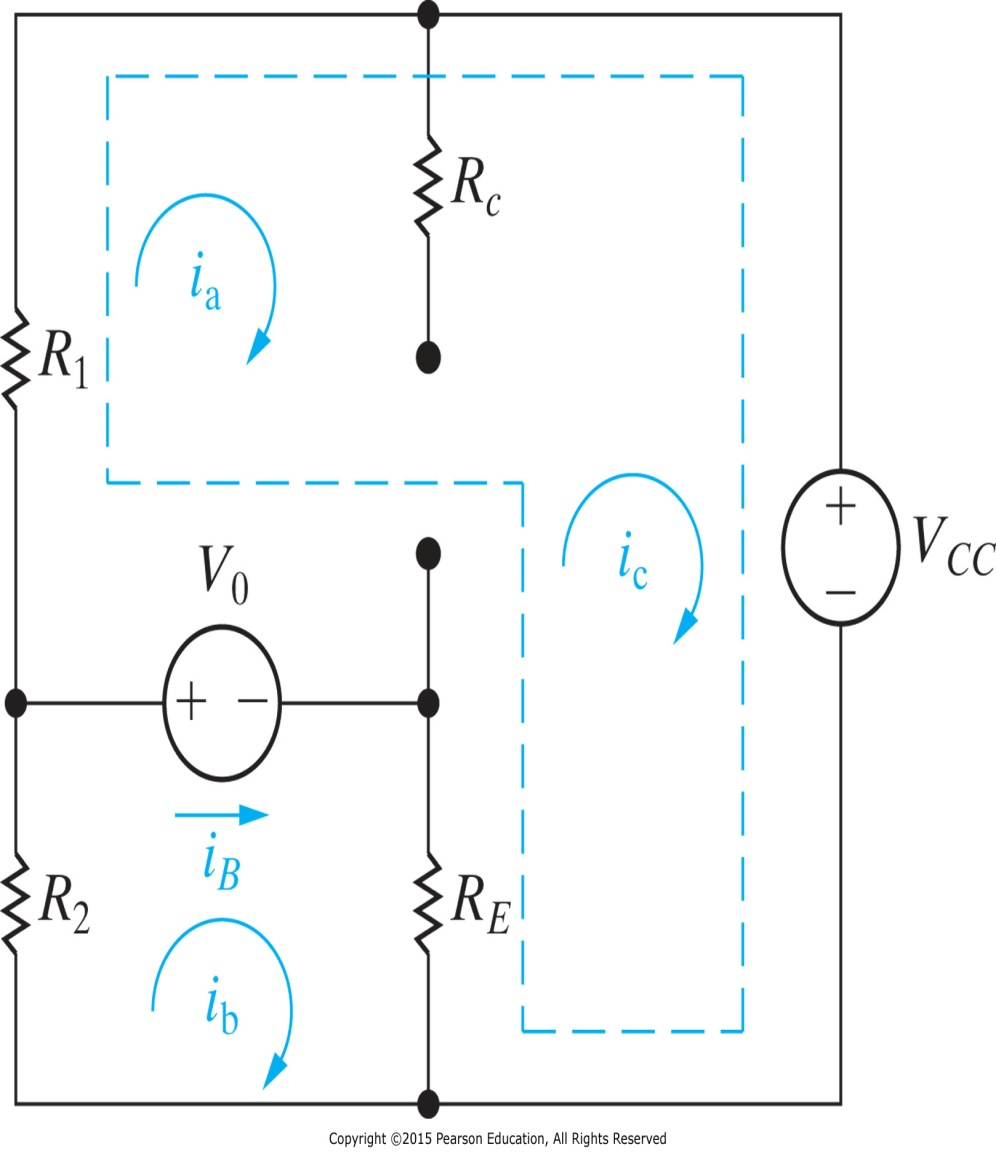 Rc
ia
R1
+
VCC
−
ic
V0
+ −
iB
R2
RE
ib
Copyright ©2015 Pearson Education, All Rights Reserved